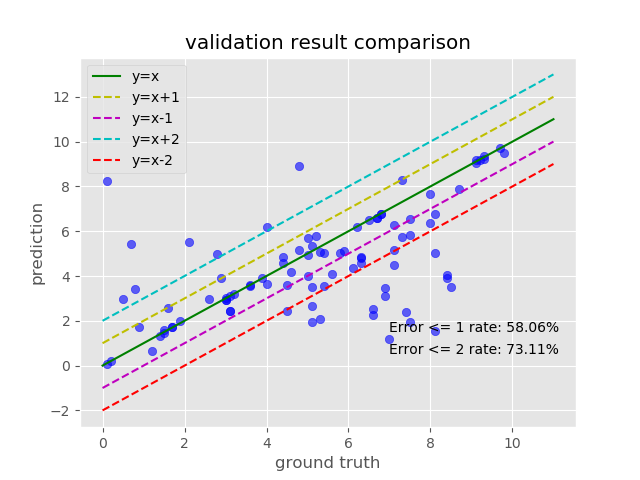 validation result comparison
y=x
y=x+1
y=x-1
y=x+2
y=x-2
12
10
8
6
4
2
0
−2
prediction
Error <= 1 rate: 58.06%
Error <= 2 rate: 73.11%
0 2 4 6 8 10
ground truth